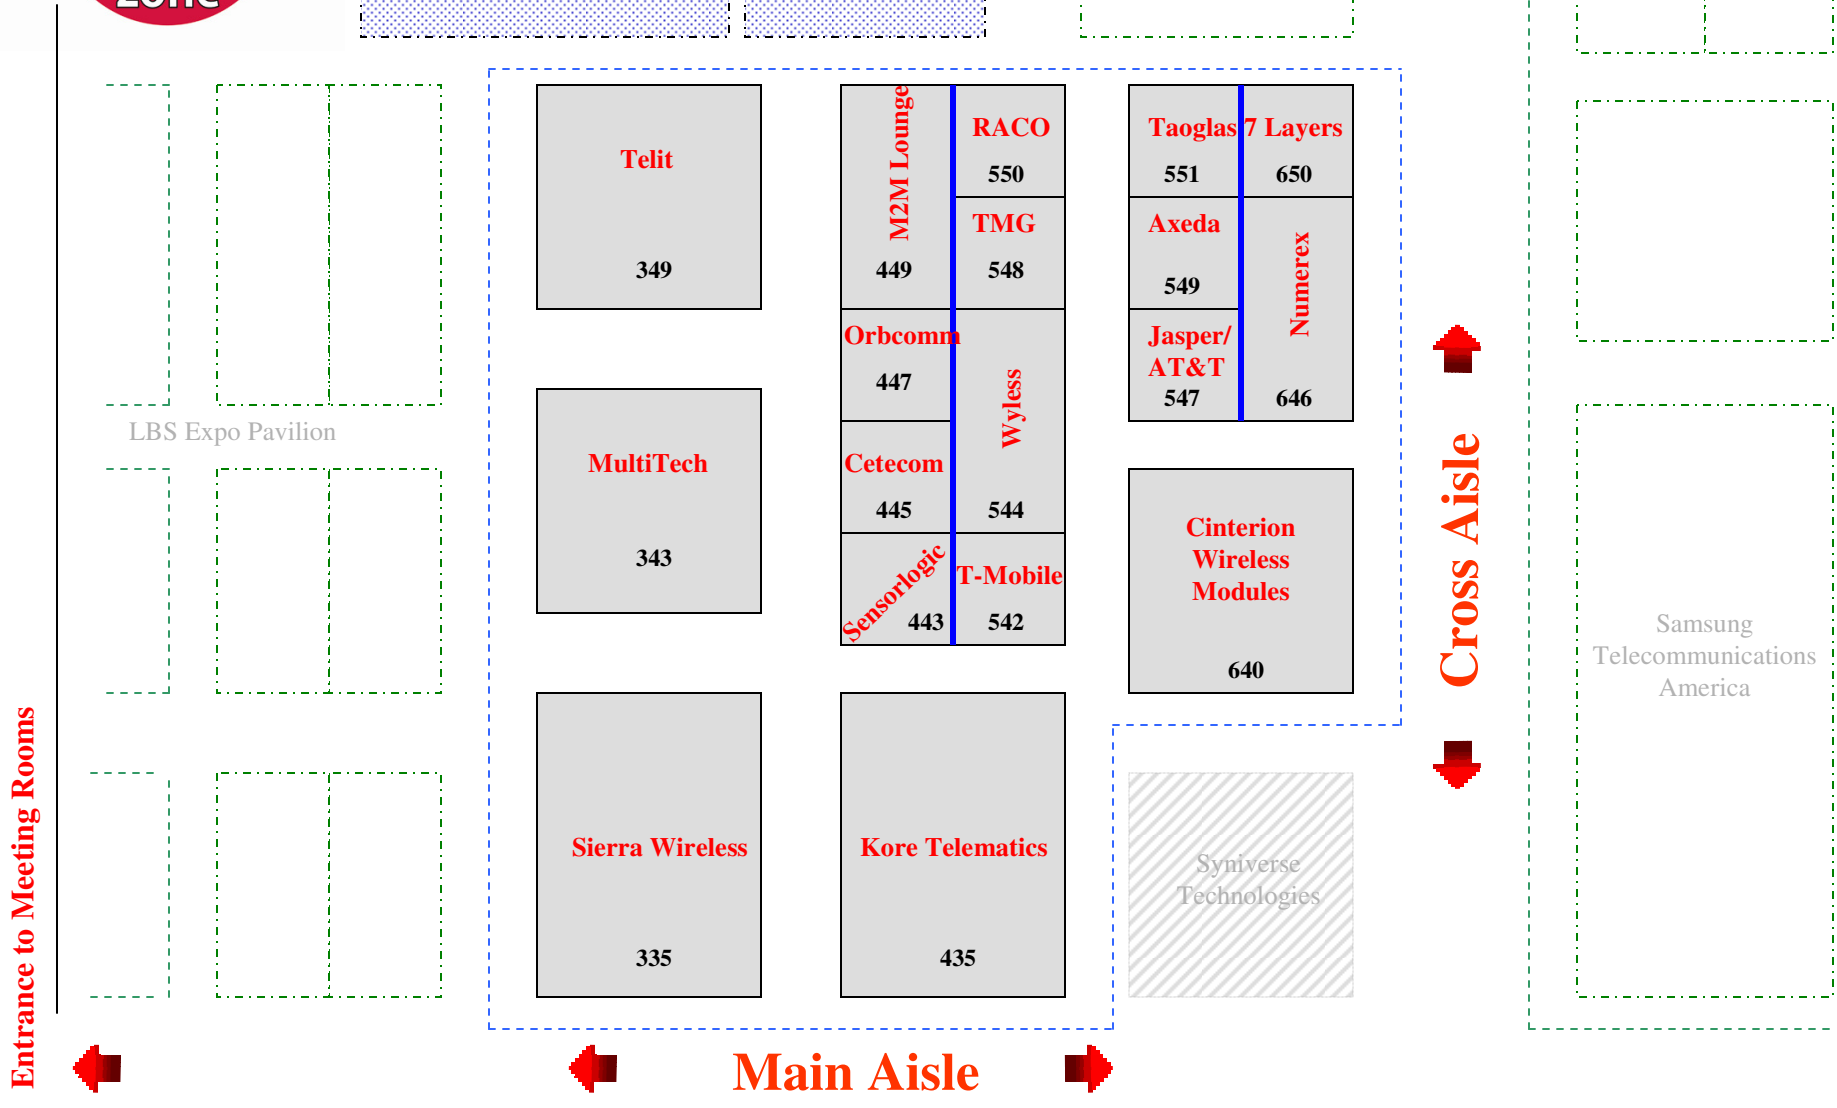 zone
M2M Lounge
449
RACO
550
Taoglas
551
7 Layers
650
Telit
349
TMG
548
Axeda
549
Numerex
646
Orbcomm
447
Wyless
544
Jasper/
AT&T
547
LBS Expo Pavilion
MultiTech
343
Cetecom
445
Cinterion
Wireless
Modules
640
Cross Aisle
Sensorlogic
443
T-Mobile
542
Samsung
Telecommunications
America
Entrance to Meeting Rooms
Sierra Wireless
335
Kore Telematics
435
Syniverse
Technologies
Main Aisle